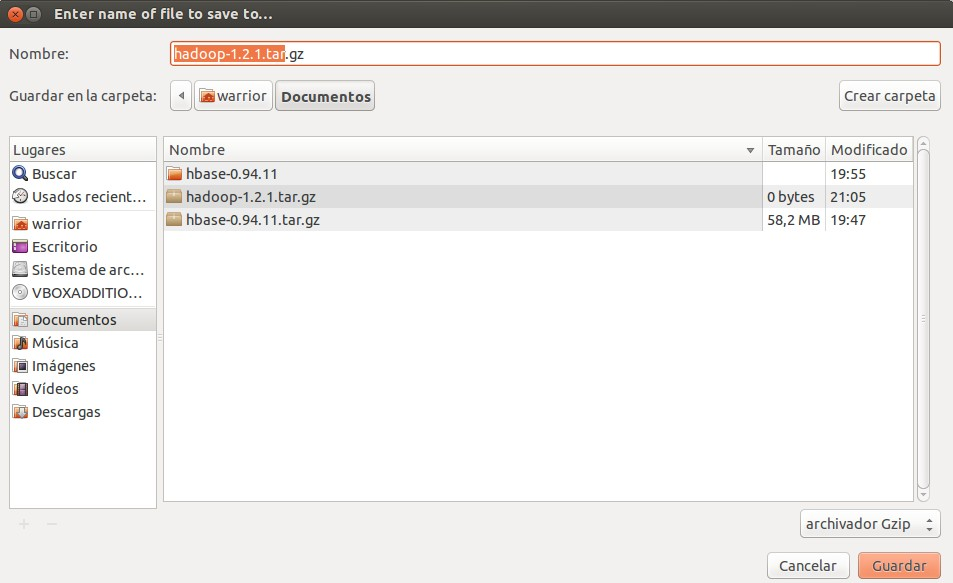 Enter name of file to save to...
Nombre: hadoop-1.2.1.tar.gz
Guardar en la carpeta: warrior Documentos Crear carpeta
Lugares
Buscar
Usados recient...
warrior
Escritorio
Sistema de arc...
VBOXADDITIO...
Documentos
Música
Imágenes
Vídeos
Descargas
Nombre Tamaño Modificado
hbase-0.94.11 19:55
hadoop-1.2.1.tar.gz 0 bytes 21:05
hbase-0.94.11.tar.gz 58,2 MB 19:47
archivador Gzip
Cancelar Guardar